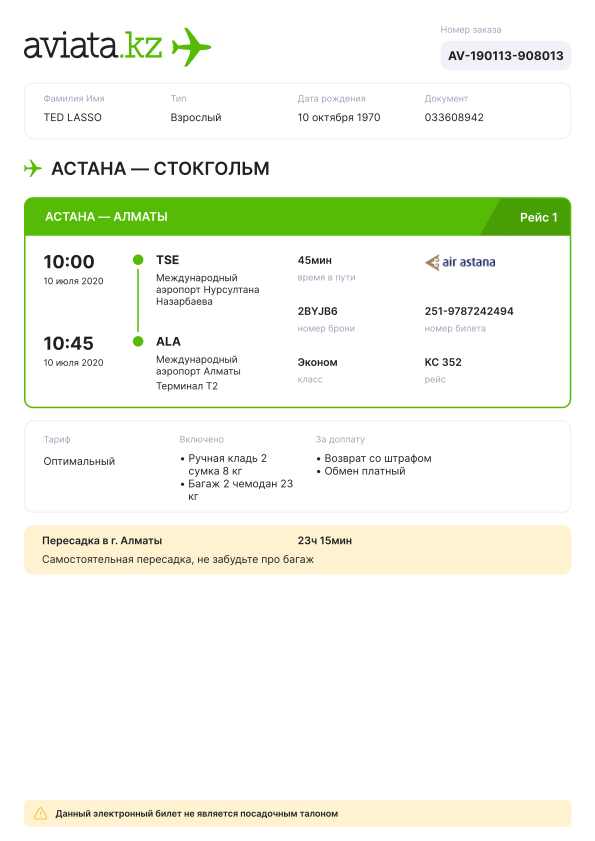 aviata.kz
Номер заказа
AV-190113-908013
Фамилия Имя
Тип
Дата рождения
Документ
TED LASSO
Взрослый
10 октября 1970
033608942
АСТАНА — СТОКГОЛЬМ
АСТАНА — АЛМАТЫ
Рейс 1
10:00
10 июля 2020
TSE
Международный
аэропорт Нурсултана
Назарбаева
45мин
время в пути
air astana
2BYJB6
номер брони
251-9787242494
номер билета
10:45
10 июля 2020
ALA
Международный
аэропорт Алматы
Терминал T2
Эконом
класс
KC 352
рейс
Тариф
Оптимальный
Включено
• Ручная кладь 2
сумка 8 кг
• Багаж 2 чемодан 23
кг
За доплату
• Возврат со штрафом
• Обмен платный
Пересадка в г. Алматы
23ч 15мин
Самостоятельная пересадка, не забудьте про багаж
Данный электронный билет не является посадочным талоном